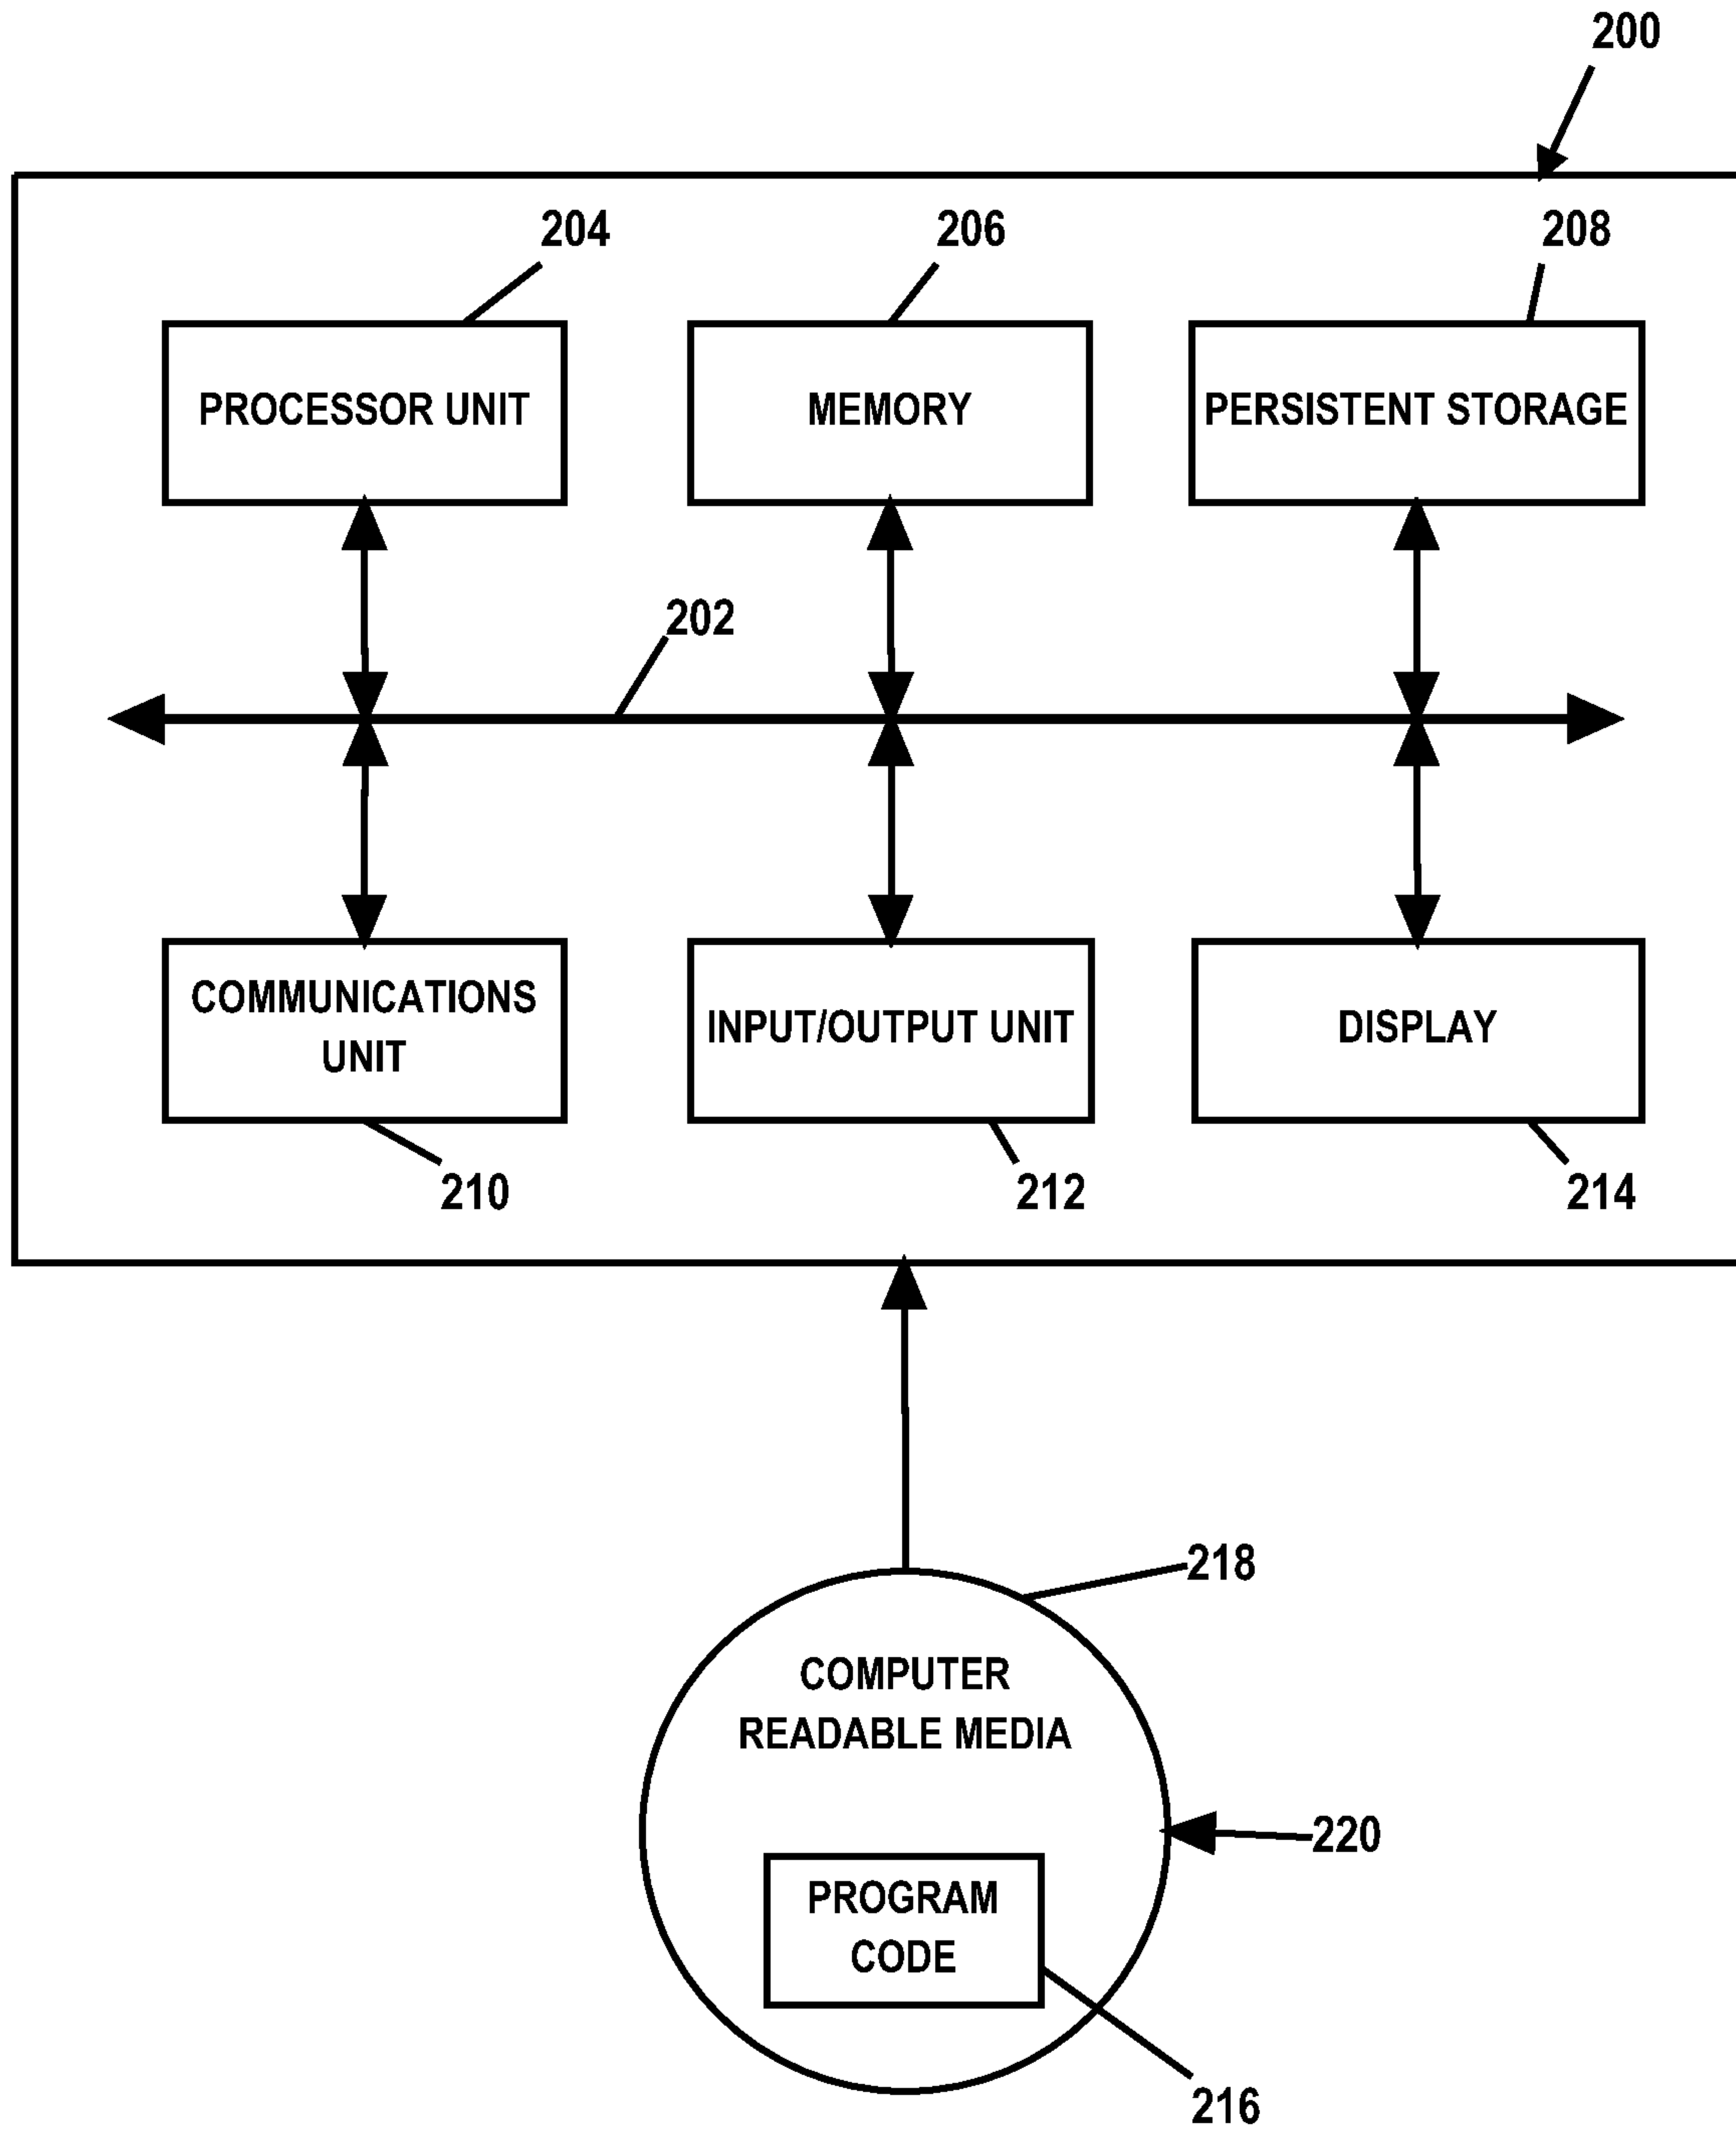 200
204
206
208
PROCESSOR UNIT
MEMORY
PERSISTENT STORAGE
202
COMMUNICATIONS
UNIT
INPUT/OUTPUT UNIT
DISPLAY
210
212
214
218
COMPUTER
READABLE MEDIA
220
PROGRAM
CODE
216